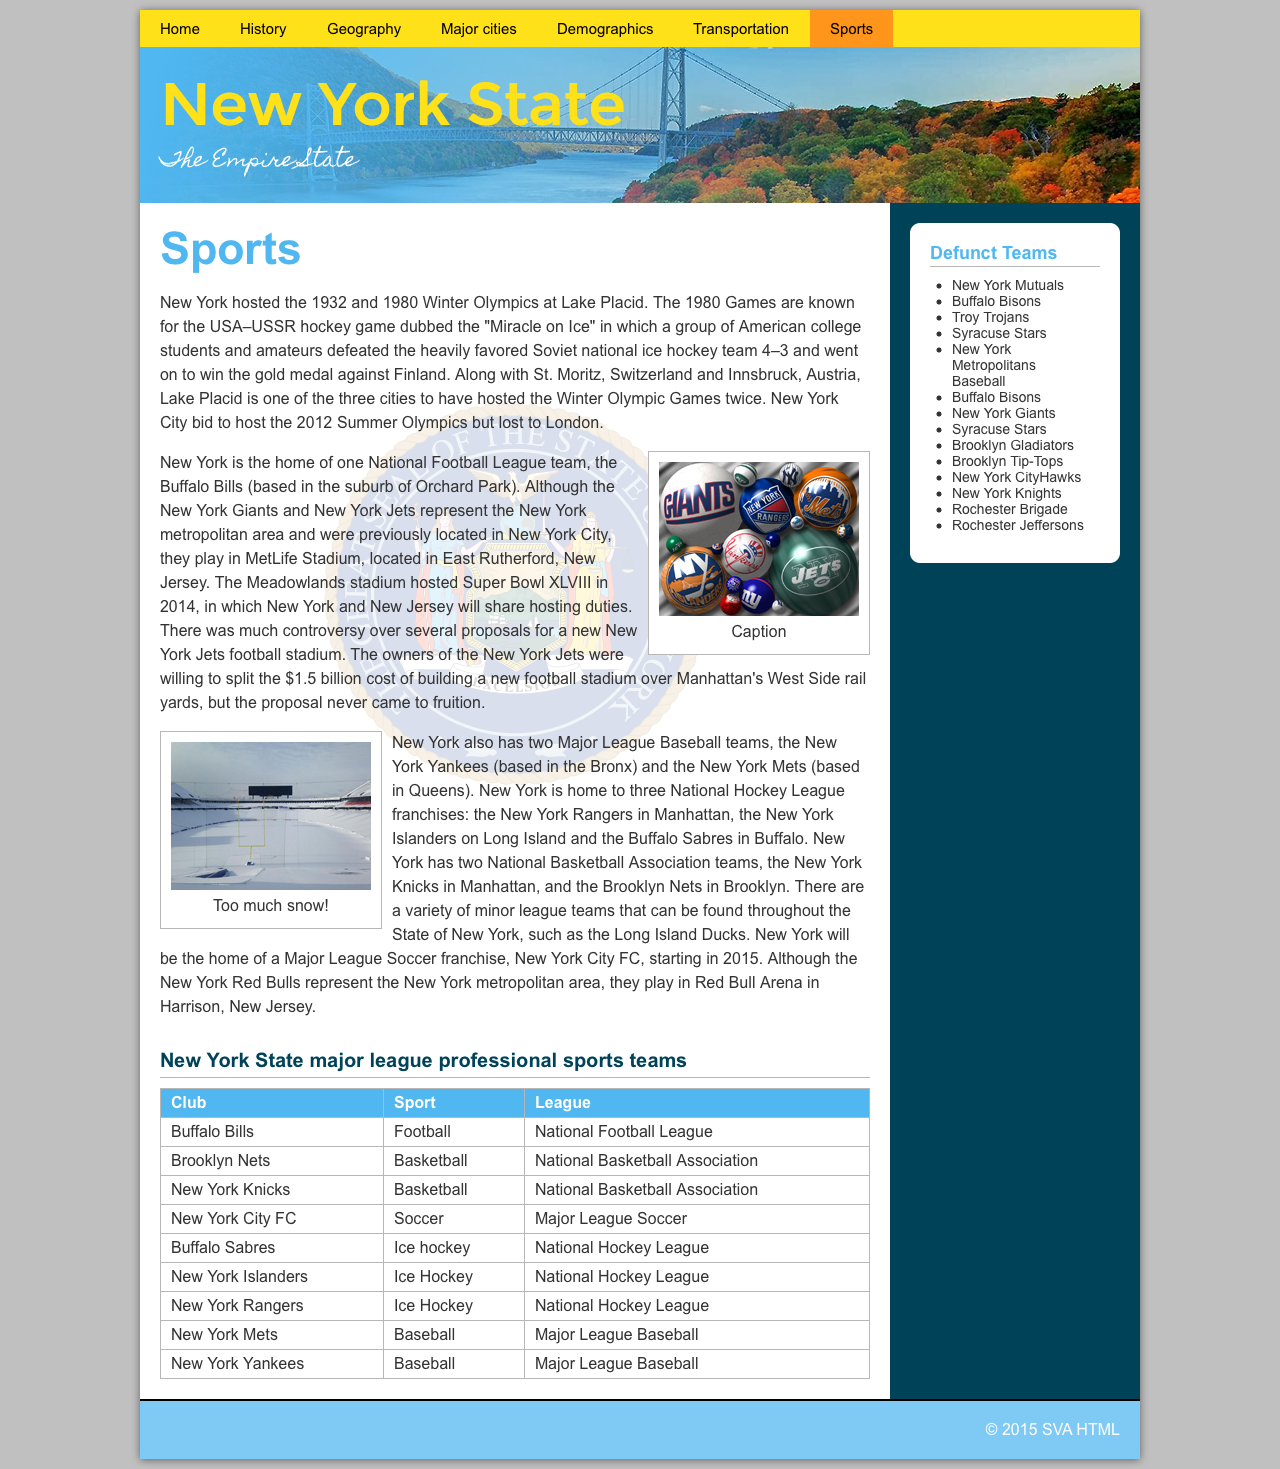 Home History Geography Major cities Demographics Transportation Sports
New York State
The Empire State
Sports
New York hosted the 1932 and 1980 Winter Olympics at Lake Placid. The 1980 Games are known
for the USA–USSR hockey game dubbed the "Miracle on Ice" in which a group of American college
students and amateurs defeated the heavily favored Soviet national ice hockey team 4–3 and went
on to win the gold medal against Finland. Along with St. Moritz, Switzerland and Innsbruck, Austria,
Lake Placid is one of the three cities to have hosted the Winter Olympic Games twice. New York
City bid to host the 2012 Summer Olympics but lost to London.
New York is the home of one National Football League team, the
Buffalo Bills (based in the suburb of Orchard Park). Although the
New York Giants and New York Jets represent the New York
metropolitan area and were previously located in New York City,
they play in MetLife Stadium, located in East Rutherford, New
Jersey. The Meadowlands stadium hosted Super Bowl XLVIII in
2014, in which New York and New Jersey will share hosting duties.
There was much controversy over several proposals for a new New
York Jets football stadium. The owners of the New York Jets were
willing to split the $1.5 billion cost of building a new football stadium over Manhattan's West Side rail
yards, but the proposal never came to fruition.
GIANTS
NEW YORK
RANGERS
Mets
NY
ISLANDERS
JETS
ny
Caption
THE GREAT SEAL OF THE STATE OF NEW YORK
EXCELSIOR
Too much snow!
New York also has two Major League Baseball teams, the New
York Yankees (based in the Bronx) and the New York Mets (based
in Queens). New York is home to three National Hockey League
franchises: the New York Rangers in Manhattan, the New York
Islanders on Long Island and the Buffalo Sabres in Buffalo. New
York has two National Basketball Association teams, the New York
Knicks in Manhattan, and the Brooklyn Nets in Brooklyn. There are
a variety of minor league teams that can be found throughout the
State of New York, such as the Long Island Ducks. New York will
be the home of a Major League Soccer franchise, New York City FC, starting in 2015. Although the
New York Red Bulls represent the New York metropolitan area, they play in Red Bull Arena in
Harrison, New Jersey.
New York State major league professional sports teams
Club Sport League
Buffalo Bills Football National Football League
Brooklyn Nets Basketball National Basketball Association
New York Knicks Basketball National Basketball Association
New York City FC Soccer Major League Soccer
Buffalo Sabres Ice hockey National Hockey League
New York Islanders Ice Hockey National Hockey League
New York Rangers Ice Hockey National Hockey League
New York Mets Baseball Major League Baseball
New York Yankees Baseball Major League Baseball
Defunct Teams
New York Mutuals
Buffalo Bisons
Troy Trojans
Syracuse Stars
New York
Metropolitans
Baseball
Buffalo Bisons
New York Giants
Syracuse Stars
Brooklyn Gladiators
Brooklyn Tip-Tops
New York CityHawks
New York Knights
Rochester Brigade
Rochester Jeffersons
© 2015 SVA HTML